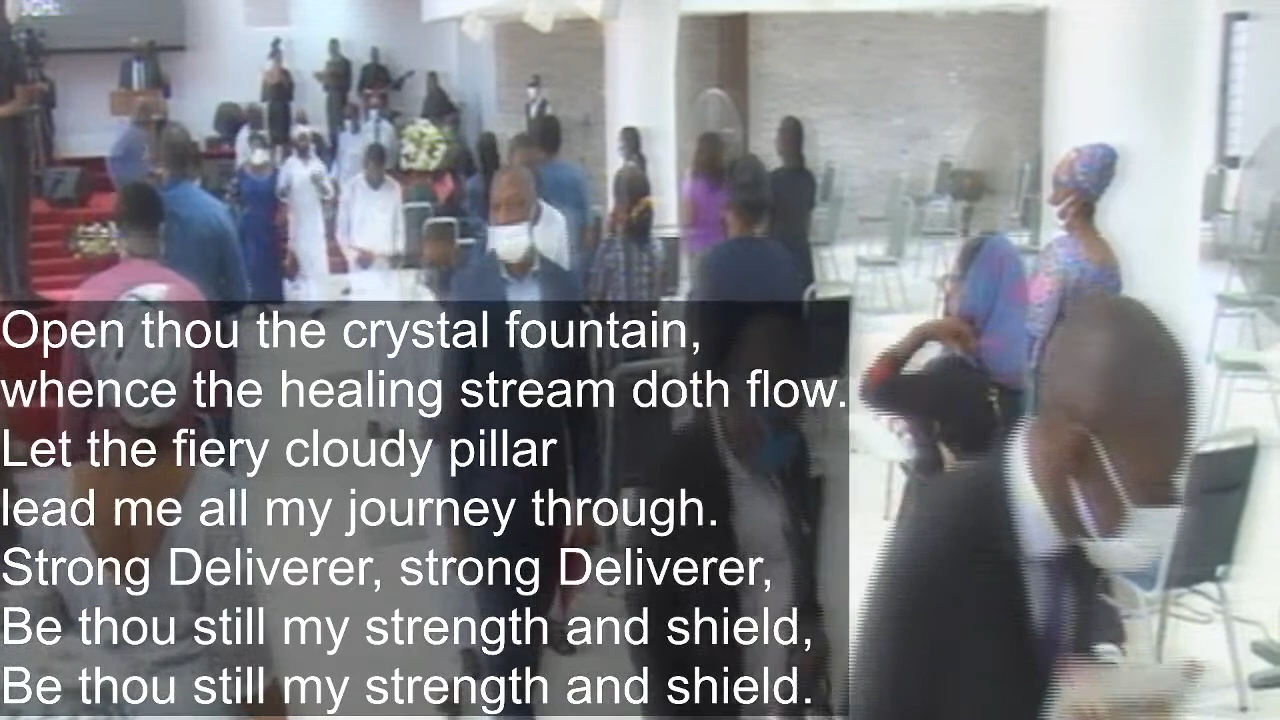 Open thou the crystal fountain,
whence the healing stream doth flow.
Let the fiery cloudy pillar
lead me all my journey through.
Strong Deliverer, strong Deliverer,
Be thou still my strength and shield,
Be thou still my strength and shield.